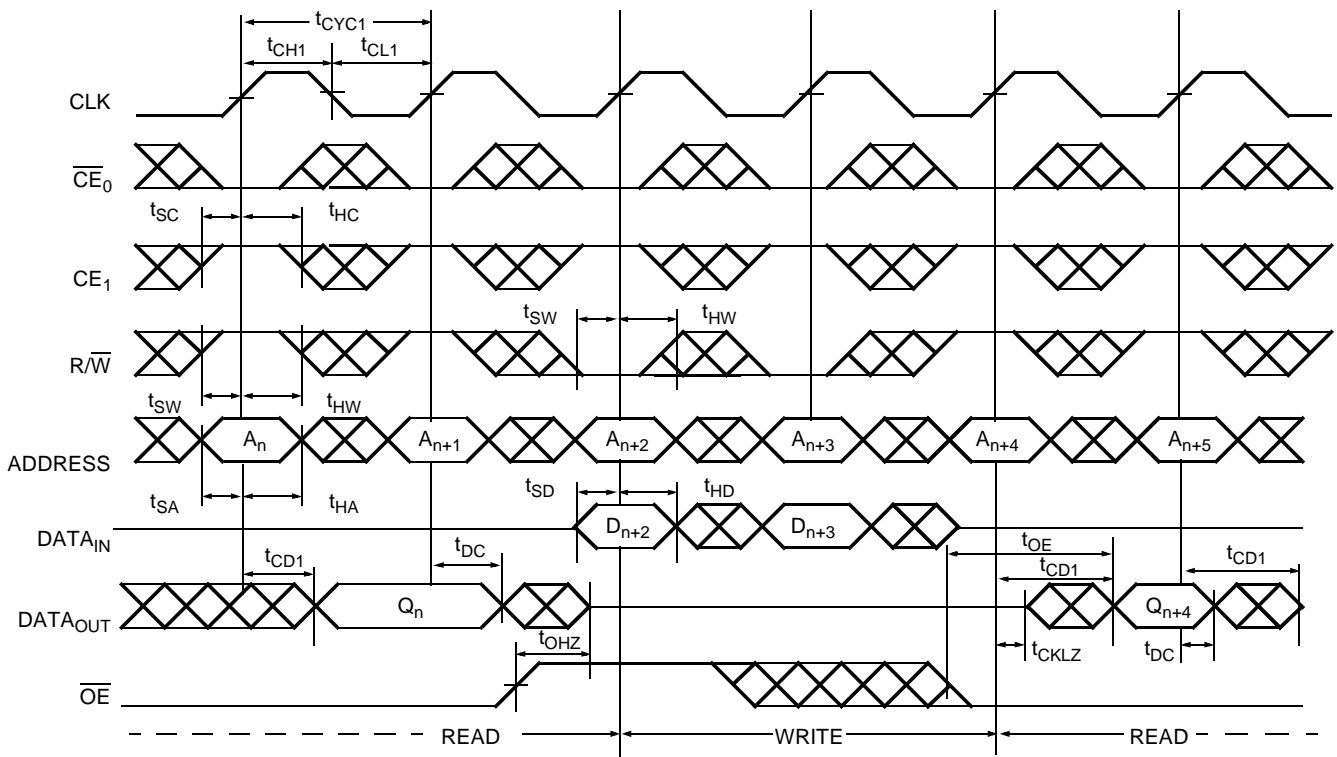 tCYC1
tCH1 tCL1
CLK
CE0
tSC tHC
CE1
tSW tHW
R/W
tSW tHW
An An+1 An+2 An+3 An+4 An+5
ADDRESS
tSA tHA tSD tHD
Dn+2 Dn+3
DATAIN
tOE
tCD1 tDC tCD1 tCD1
Qn Qn+4
DATAOUT
tOHZ tCKLZ tDC
OE
READ WRITE READ